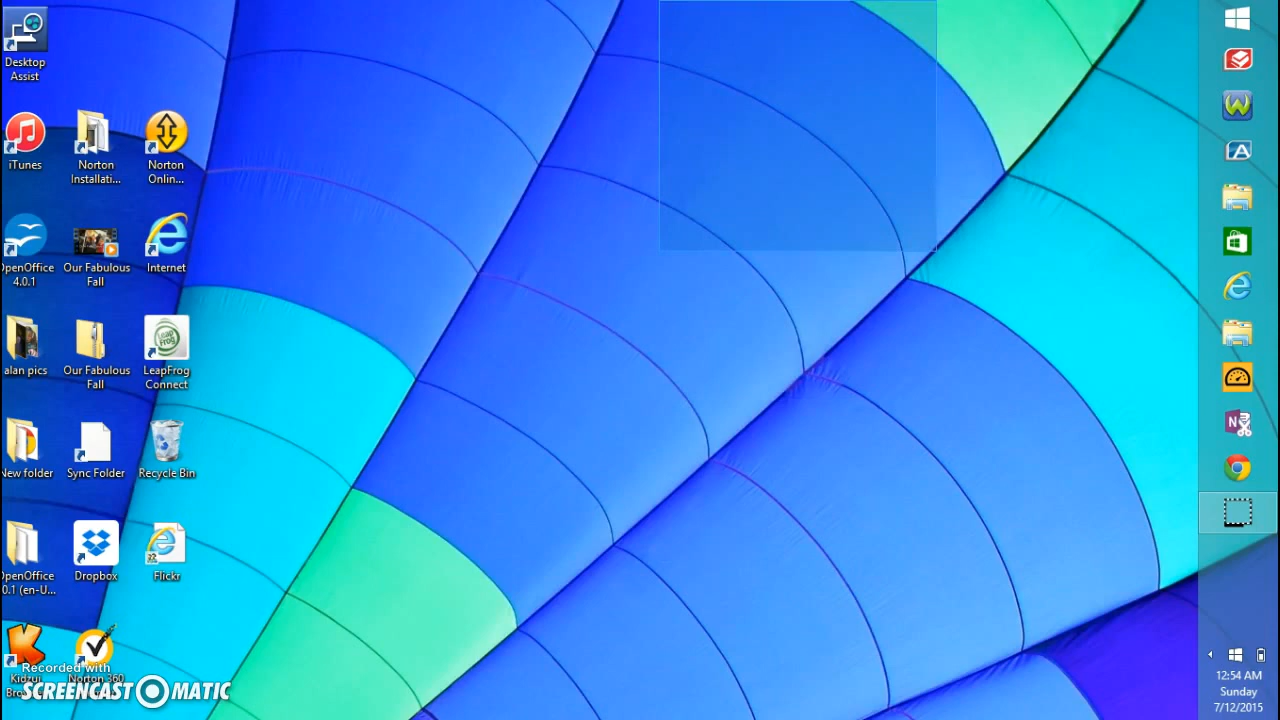 Desktop
Assist
iTunes
Norton
Installati...
Norton
Onlin...
OpenOffice
4.0.1
Our Fabulous
Fall
Internet
alan pics
Our Fabulous
Fall
LeapFrog
Connect
New folder
Sync Folder
Recycle Bin
OpenOffice
0.1 (en-U...
Dropbox
Flickr
Kidzui
Norton 360
Recorded with
SCREENCAST O MATIC
12:54 AM
Sunday
7/12/2015